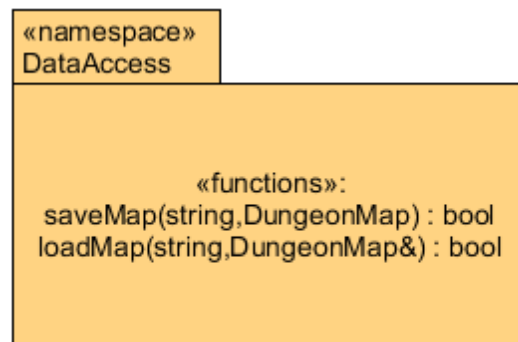 «namespace»
DataAccess
«functions»:
saveMap(string,DungeonMap) : bool
loadMap(string,DungeonMap&) : bool